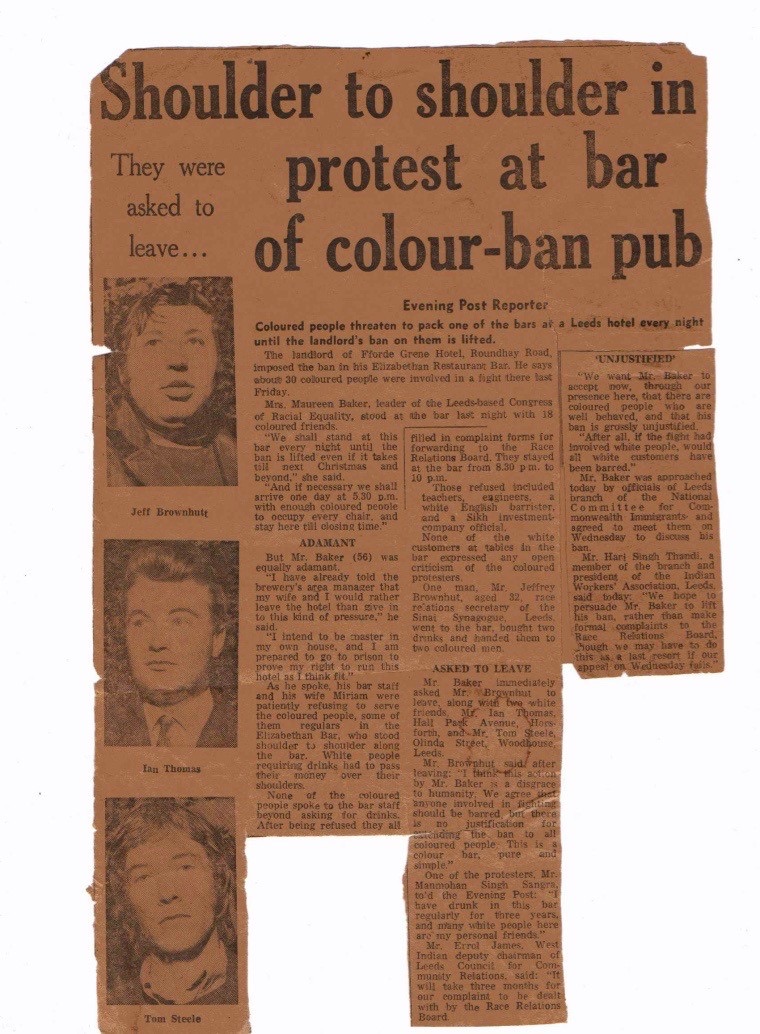 Shoulder to shoulder in
protest at bar
of colour-ban pub
They were
asked to
leave...
Jeff Brownhutt
Ian Thomas
Tom Steele
Evening Post Reporter
Coloured people threaten to pack one of the bars at a Leeds hotel every night
until the landlord's ban on them is lifted.
The landlord of Fforde Grene Hotel, Roundhay Road,
imposed the ban in his Elizabethan Restaurant Bar. He says
about 30 coloured people were involved in a fight there last
Friday.
Mrs. Maureen Baker, leader of the Leeds-based Congress
of Racial Equality, stood at the bar last night with 18
coloured friends.
"We shall stand at this
bar every night until the
ban is lifted even if it takes
till next Christmas and
beyond," she said.
"And if necessary we shall
arrive one day at 5.30 p.m.
with enough coloured people
to occupy every chair, and
stay here till closing time."
ADAMANT
But Mr. Baker (56) was
equally adamant.
"I have already told the
brewery's area manager that
my wife and I would rather
leave the hotel than give in
to this kind of pressure," he
said.
"I intend to be master in
my own house, and I am
prepared to go to prison to
prove my right to run this
hotel as I think fit."
As he spoke, his bar staff
and his wife Miriam were
patiently refusing to serve
the coloured people, some of
them regulars in the
Elizabethan Bar, who stood
shoulder to shoulder along
the bar. White people
requiring drinks had to pass
their money over their
shoulders.
None of the coloured
people spoke to the bar staff
beyond asking for drinks.
After being refused they all
filled in complaint forms for
forwarding to the Race
Relations Board. They stayed
at the bar from 8.30 p.m. to
10 p.m.
Those refused included
teachers, engineers, a
white English barrister,
and a Sikh investment-
company official.
None of the white
customers at tables in the
bar expressed any open
criticism of the coloured
protesters.
One man, Mr. Jeffrey
Brownhut, aged 32, race
relations secretary of the
Sinai Synagogue, Leeds,
went to the bar, bought two
drinks and handed them to
two coloured men.
ASKED TO LEAVE
Mr. Baker immediately
asked Mr. Brownhut to
leave, along with two white
friends, Mr. Ian Thomas,
Hall Park Avenue, Hors-
forth, and Mr. Tom Steele,
Olinda Street, Woodhouse,
Leeds.
Mr. Brownhut said after
leaving: "I think this action
by Mr. Baker is a disgrace
to humanity. We agree that
anyone involved in fighting
should be barred, but there
is no justification for
extending the ban to all
coloured people. This is a
colour bar, pure and
simple."
One of the protesters, Mr.
Manmohan Singh Sangra,
to'd the Evening Post: "I
have drunk in this bar
regularly for three years,
and many white people here
are my personal friends."
Mr. Errol James, West
Indian deputy chairman of
Leeds Council for Com-
munity Relations, said: "It
will take three months for
our complaint to be dealt
with by the Race Relations
Board.
'UNJUSTIFIED'
"We want Mr. Baker to
accept now, through our
presence here, that there are
coloured people who are
well behaved, and that his
ban is grossly unjustified.
"After all, if the fight had
involved white people, would
all white customers have
been barred."
Mr. Baker was approached
today by officials of Leeds
branch of the National
Committee for Com-
monwealth Immigrants and
agreed to meet them on
Wednesday to discuss his
ban.
Mr. Hari Singh Thandi, a
member of the branch and
president of the Indian
Workers' Association, Leeds,
said today: "We hope to
persuade Mr. Baker to lift
his ban, rather than make
formal complaints to the
Race Relations Board,
though we may have to do
this as a last resort if our
appeal on Wednesday fails."